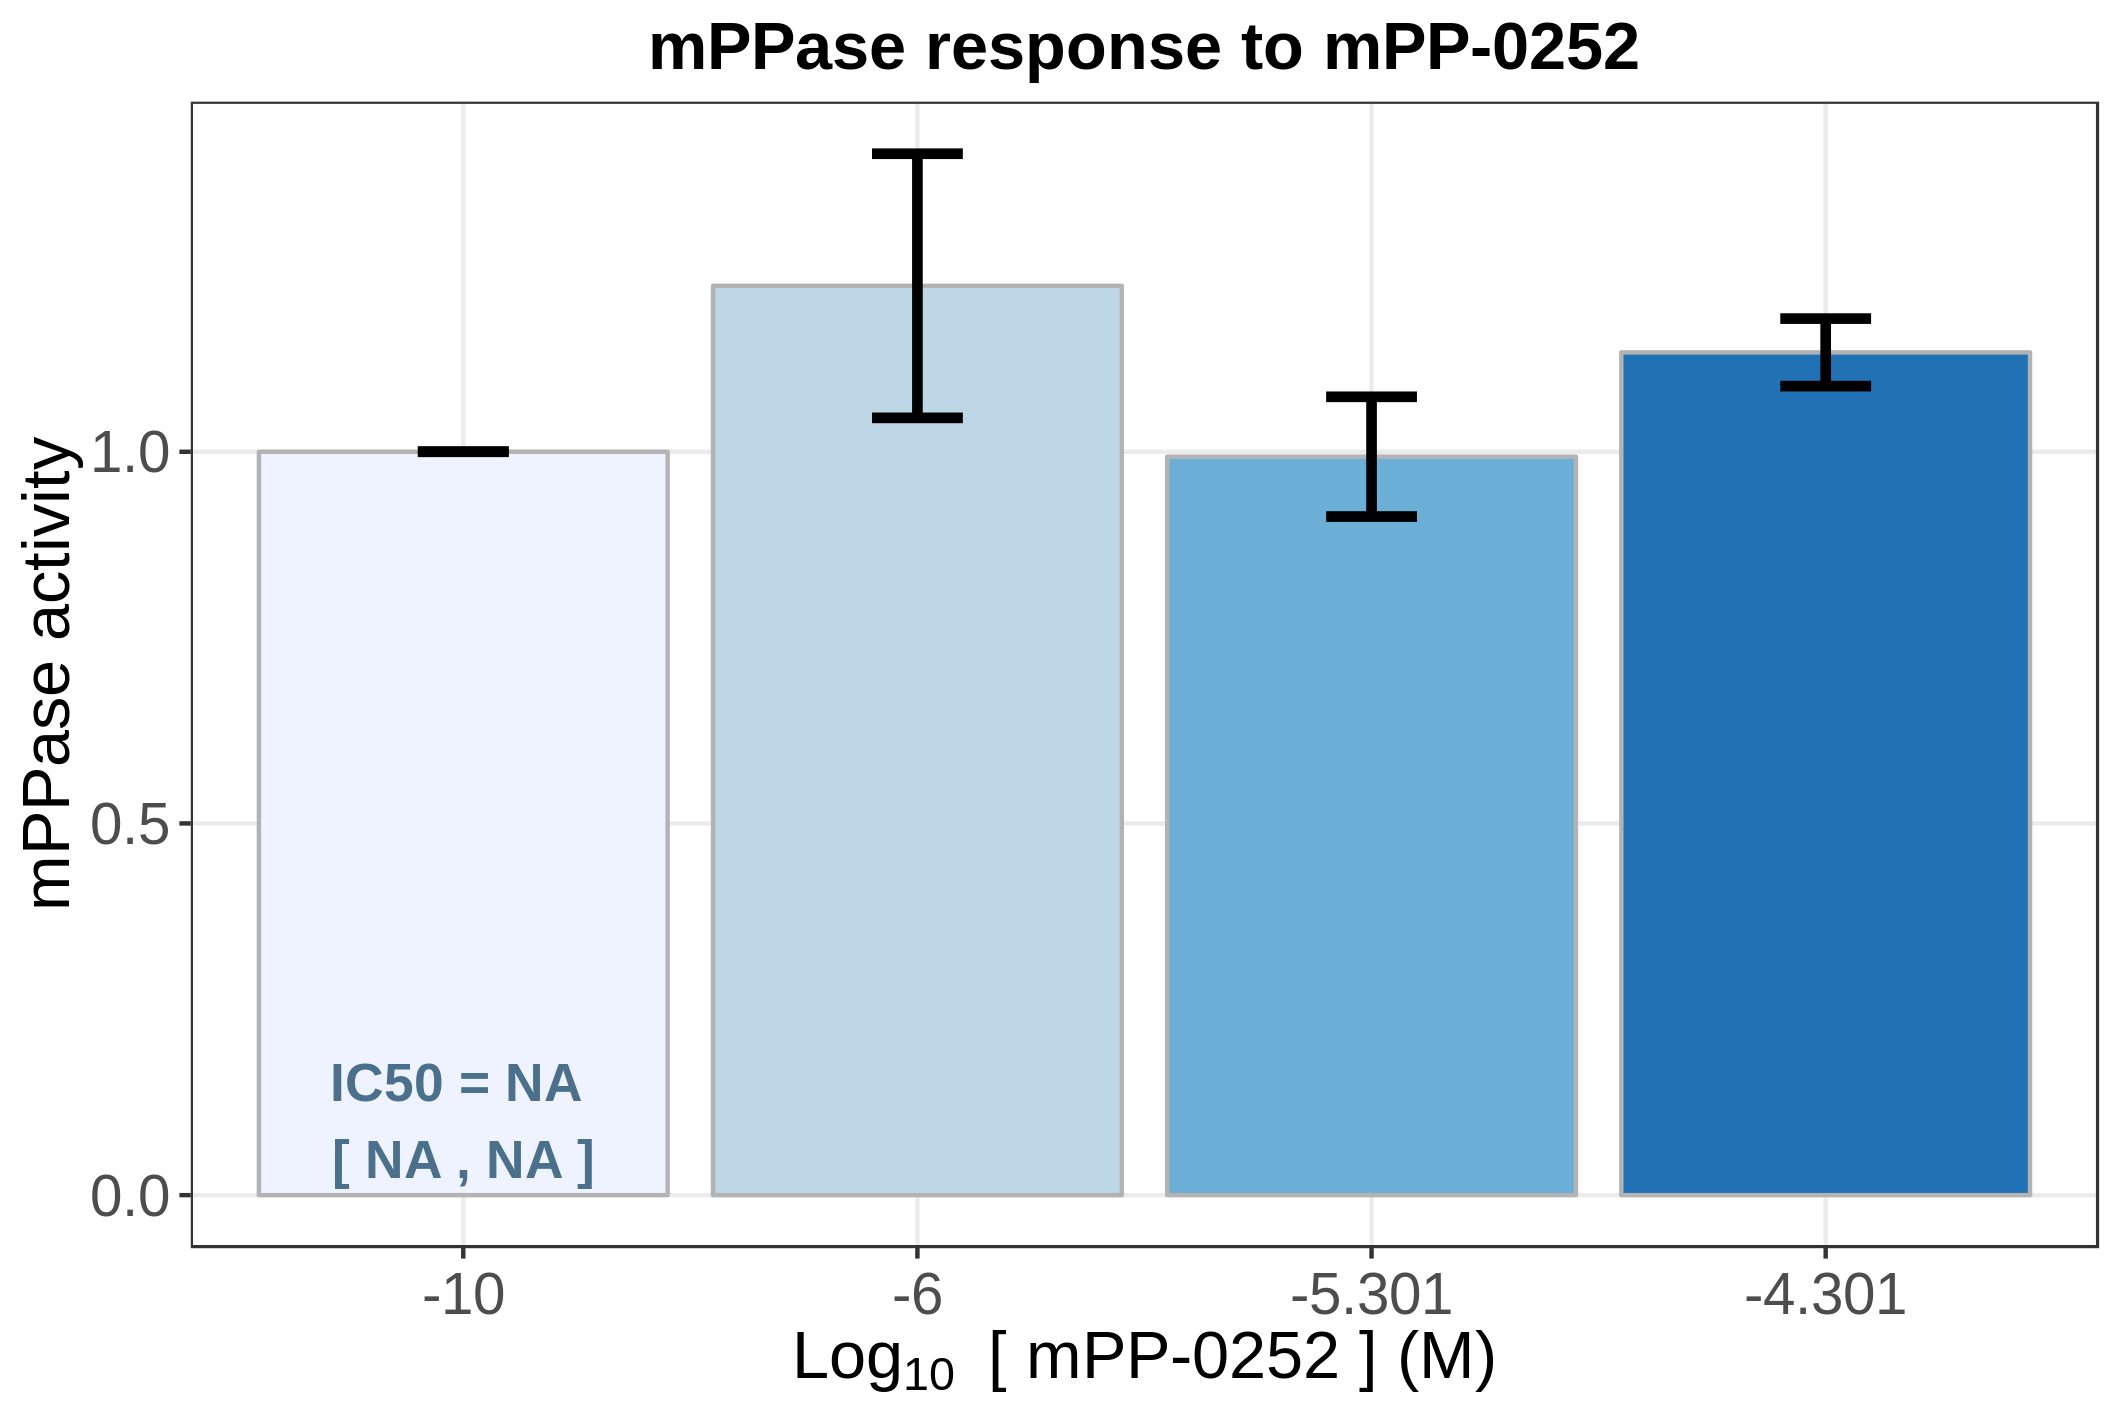 mPPase response to mPP-0252
mPPase activity
1.0
0.5
0.0
IC50 = NA
[ NA , NA ]
-10
-6
-5.301
-4.301
Log10 [ mPP-0252 ] (M)